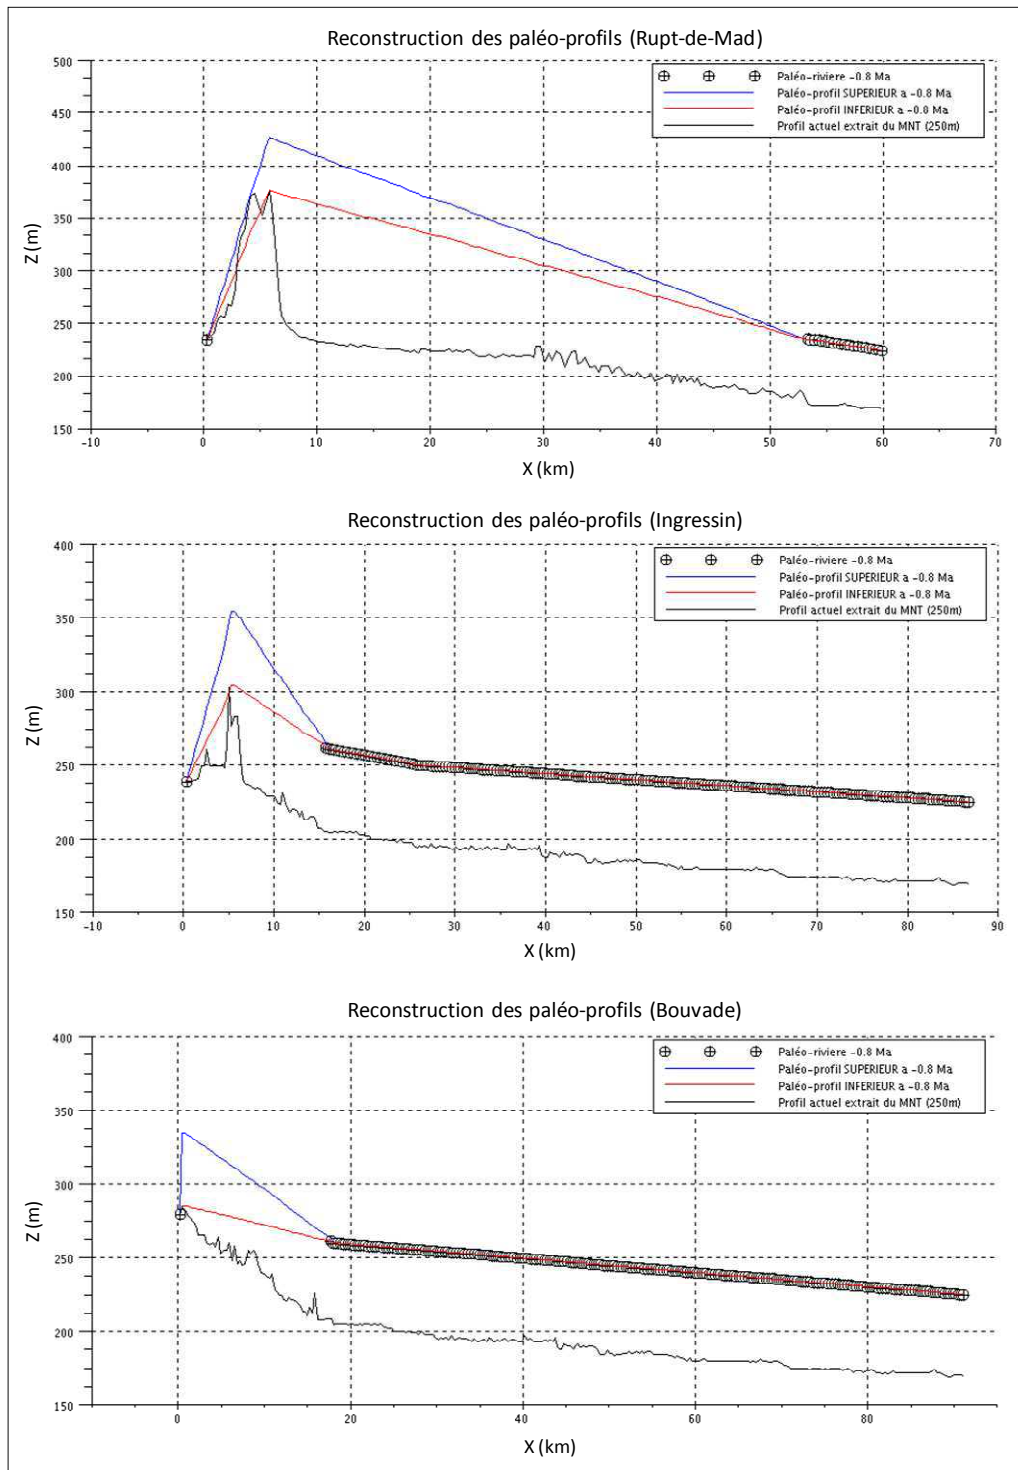 Reconstruction des paléo-profils (Rupt-de-Mad)
500
450
400
350
300
250
200
150
Z (m)
Paléo-riviere -0.8 Ma
Paléo-profil SUPERIEUR a -0.8 Ma
Paléo-profil INFERIEUR a -0.8 Ma
Profil actuel extrait du MNT (250m)
-10 0 10 20 30 40 50 60 70
X (km)
Reconstruction des paléo-profils (Ingressin)
400
350
300
250
200
150
Z (m)
Paléo-riviere -0.8 Ma
Paléo-profil SUPERIEUR a -0.8 Ma
Paléo-profil INFERIEUR a -0.8 Ma
Profil actuel extrait du MNT (250m)
-10 0 10 20 30 40 50 60 70 80 90
X (km)
Reconstruction des paléo-profils (Bouvade)
400
350
300
250
200
150
Z (m)
Paléo-riviere -0.8 Ma
Paléo-profil SUPERIEUR a -0.8 Ma
Paléo-profil INFERIEUR a -0.8 Ma
Profil actuel extrait du MNT (250m)
0 20 40 60 80
X (km)